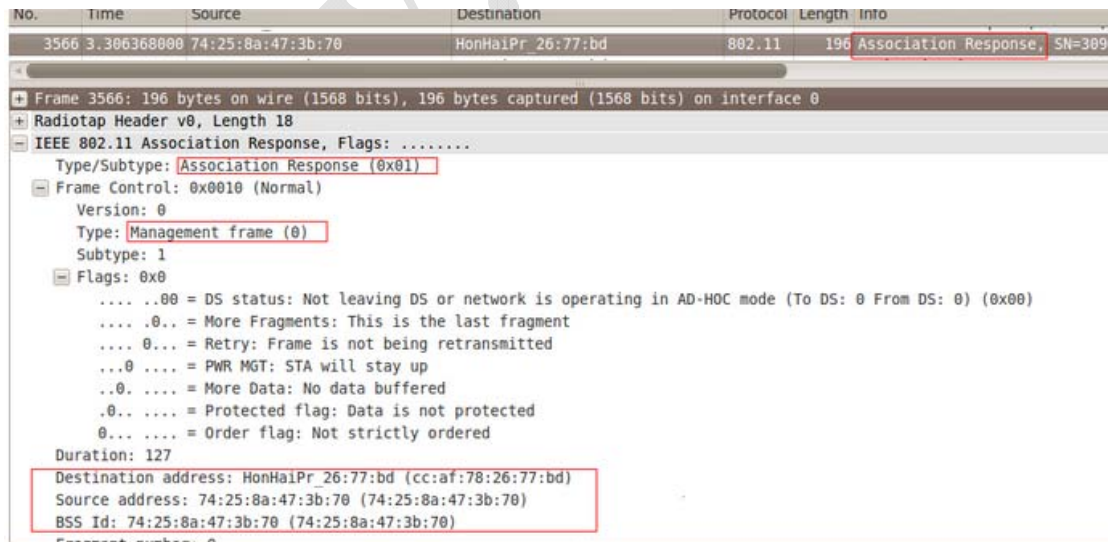 No. Time Source Destination Protocol Length Info
3566 3.306368000 74:25:8a:47:3b:70 HonHaiPr_26:77:bd 802.11 196 Association Response, SN=309
Frame 3566: 196 bytes on wire (1568 bits), 196 bytes captured (1568 bits) on interface 0
Radiotap Header v0, Length 18
IEEE 802.11 Association Response, Flags: ........
Type/Subtype: Association Response (0x01)
Frame Control: 0x0010 (Normal)
Version: 0
Type: Management frame (0)
Subtype: 1
Flags: 0x0
.... ..00 = DS status: Not leaving DS or network is operating in AD-HOC mode (To DS: 0 From DS: 0) (0x00)
.... .0.. = More Fragments: This is the last fragment
.... 0... = Retry: Frame is not being retransmitted
...0 .... = PWR MGT: STA will stay up
..0. .... = More Data: No data buffered
.0.. .... = Protected flag: Data is not protected
0... .... = Order flag: Not strictly ordered
Duration: 127
Destination address: HonHaiPr_26:77:bd (cc:af:78:26:77:bd)
Source address: 74:25:8a:47:3b:70 (74:25:8a:47:3b:70)
BSS Id: 74:25:8a:47:3b:70 (74:25:8a:47:3b:70)